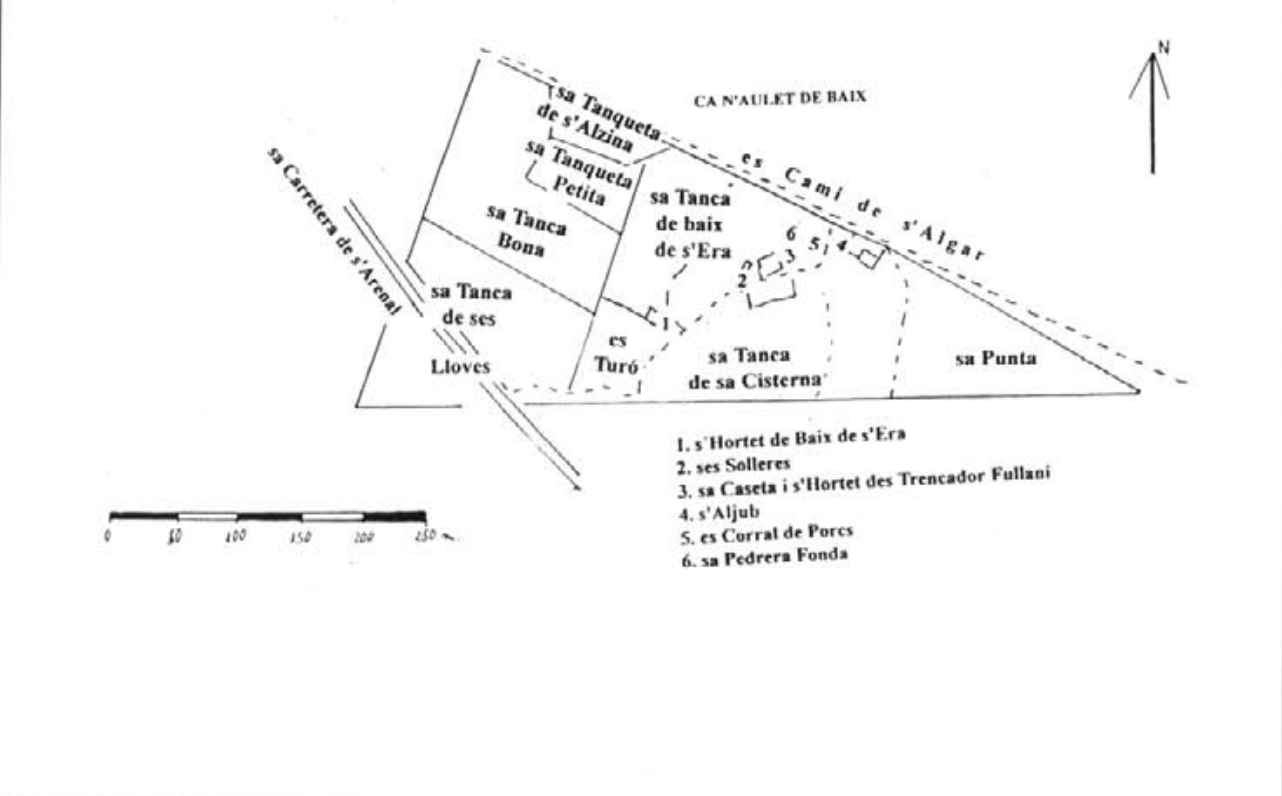 N
CA N'AULET DE BAIX
sa Tanqueta
de s'Alzina
es Camí de s'Algar
sa Carretera de s'Arenal
sa Tanqueta
Petita
sa Tanca
de baix
de s'Era
sa Tanca
Bona
6
5
4
3
2
1
sa Tanca
de ses
Lloves
es
Turó
sa Tanca
de sa Cisterna
sa Punta
1. s'Hortet de Baix de s'Era
2. ses Solleres
3. sa Caseta i s'Hortet des Trencador Fullani
4. s'Aljub
5. es Corral de Porcs
6. sa Pedrera Fonda
0 50 100 150 200 250 m.